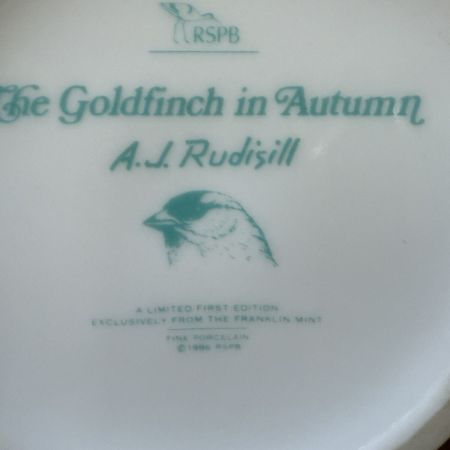 RSPB
The Goldfinch in Autumn
A.J. Rudisill
A LIMITED FIRST EDITION
EXCLUSIVELY FROM THE FRANKLIN MINT
FINE PORCELAIN
© 1986 RSPB